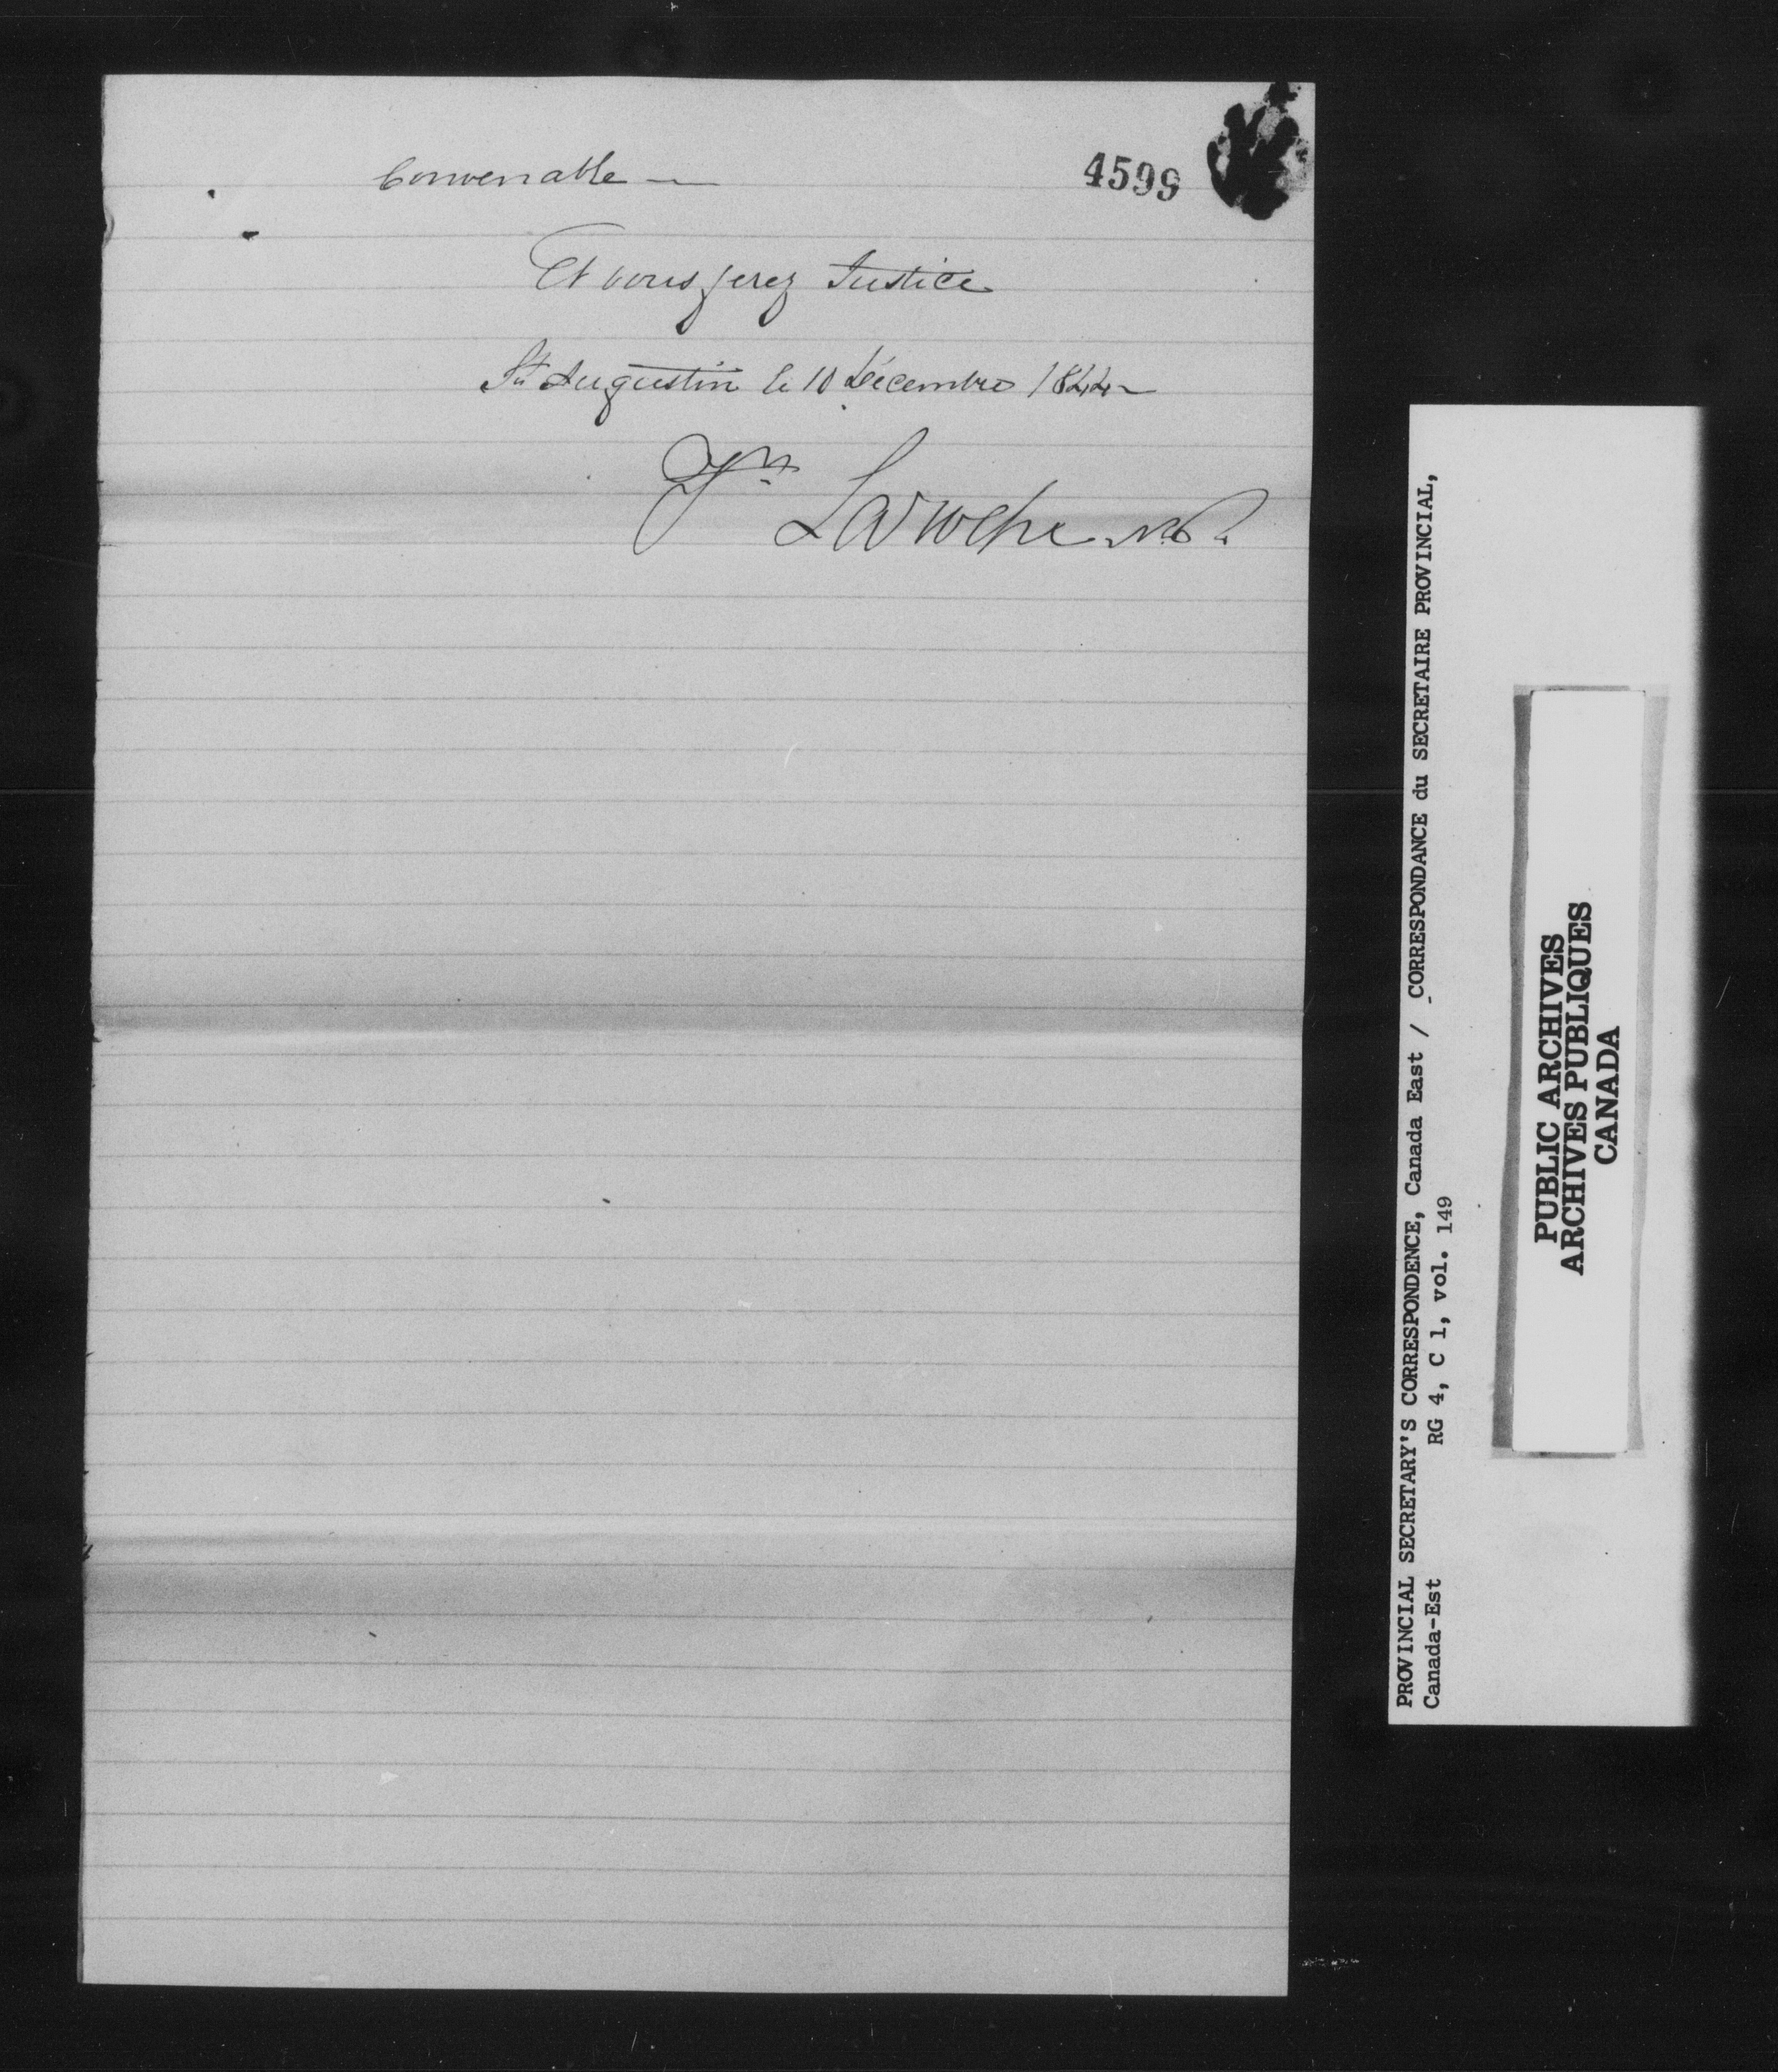 convenable —
4599
Et vous ferez Justice
St Augustin le 10 Décembre 1844
Laroche N.P.
PROVINCIAL SECRETARY'S CORRESPONDENCE, Canada East / CORRESPONDANCE du SECRETAIRE PROVINCIAL,
Canada-Est RG 4, C 1, vol. 149
PUBLIC ARCHIVES
ARCHIVES PUBLIQUES
CANADA